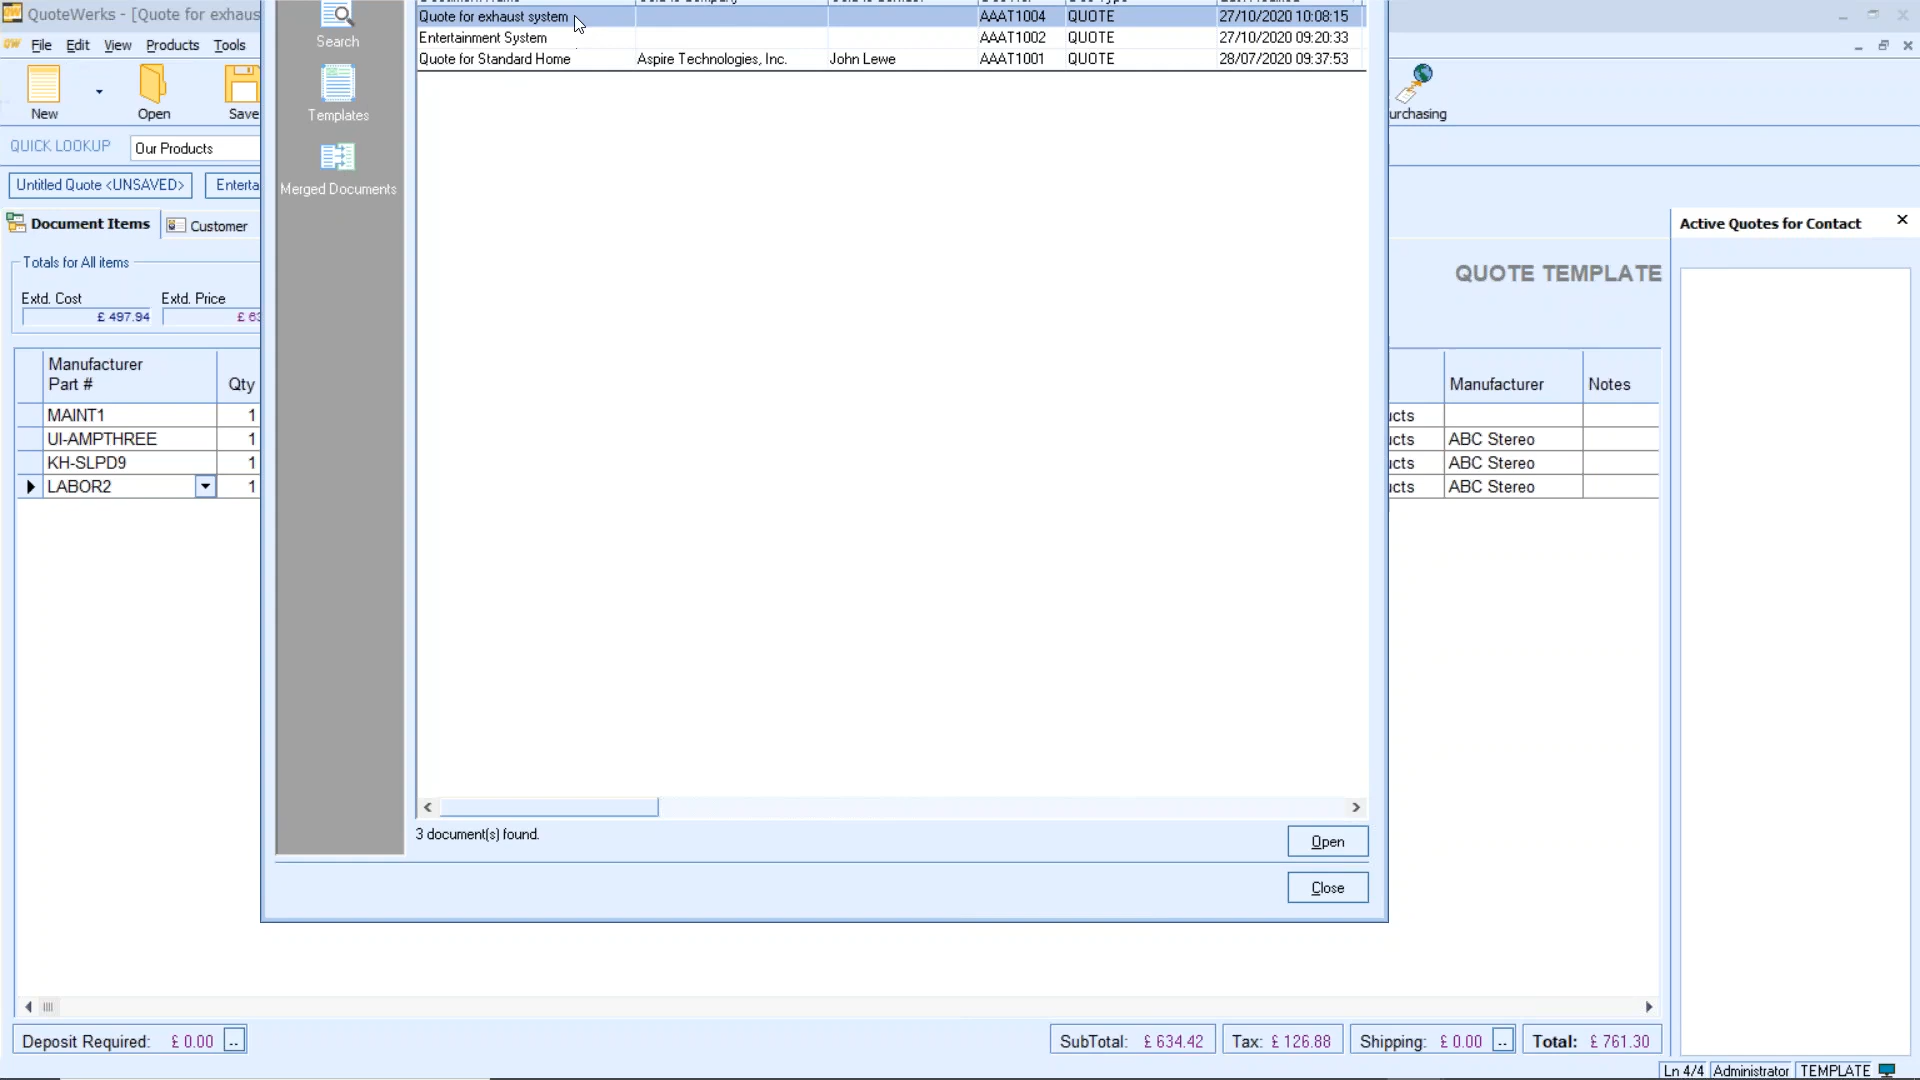 QuoteWerks - [Quote for exhaus
File Edit View Products Tools
New
Open
Save
urchasing
QUICK LOOKUP
Our Products
Untitled Quote <UNSAVED>
Enterta
Document Items
Customer
Totals for All items
Extd. Cost
Extd. Price
£ 497.94
£ 63
Manufacturer
Part #
Qty
MAINT1 1
UI-AMPTHREE 1
KH-SLPD9 1
LABOR2 1
Search
Templates
Merged Documents
Quote for exhaust system AAAT1004 QUOTE 27/10/2020 10:08:15
Entertainment System AAAT1002 QUOTE 27/10/2020 09:20:33
Quote for Standard Home Aspire Technologies, Inc. John Lewe AAAT1001 QUOTE 28/07/2020 09:37:53
3 document(s) found.
Open
Close
QUOTE TEMPLATE
Manufacturer Notes
ucts
ucts ABC Stereo
ucts ABC Stereo
ucts ABC Stereo
Active Quotes for Contact
Deposit Required: £ 0.00 ..
SubTotal: £ 634.42
Tax: £ 126.88
Shipping: £ 0.00 ..
Total: £ 761.30
Ln 4/4 Administrator TEMPLATE